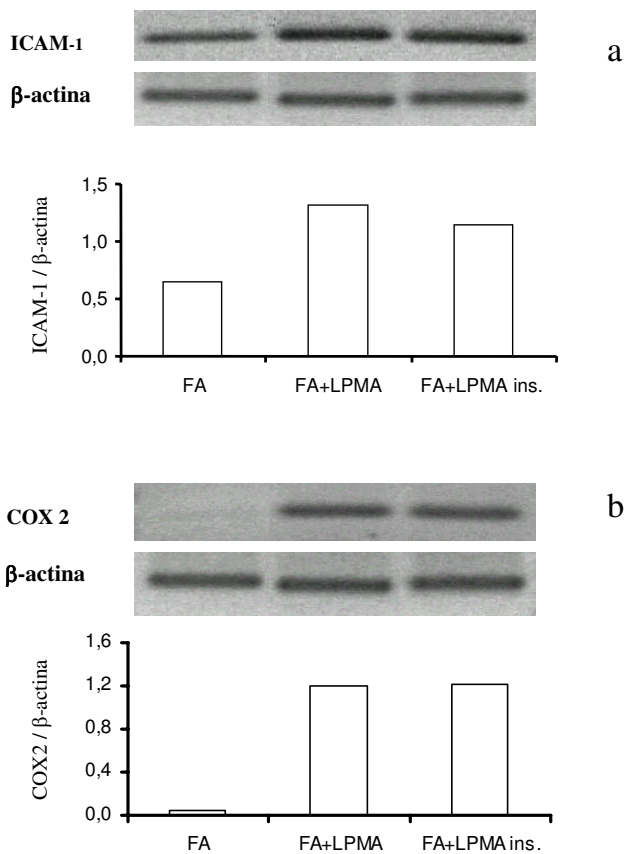 ICAM-1
a
β-actina
1,5
1,0
0,5
0,0
ICAM-1 / β-actina
FA FA+LPMA FA+LPMA ins.
COX 2
b
β-actina
1,6
1,2
0,8
0,4
0,0
COX2 / β-actina
FA FA+LPMA FA+LPMA ins.